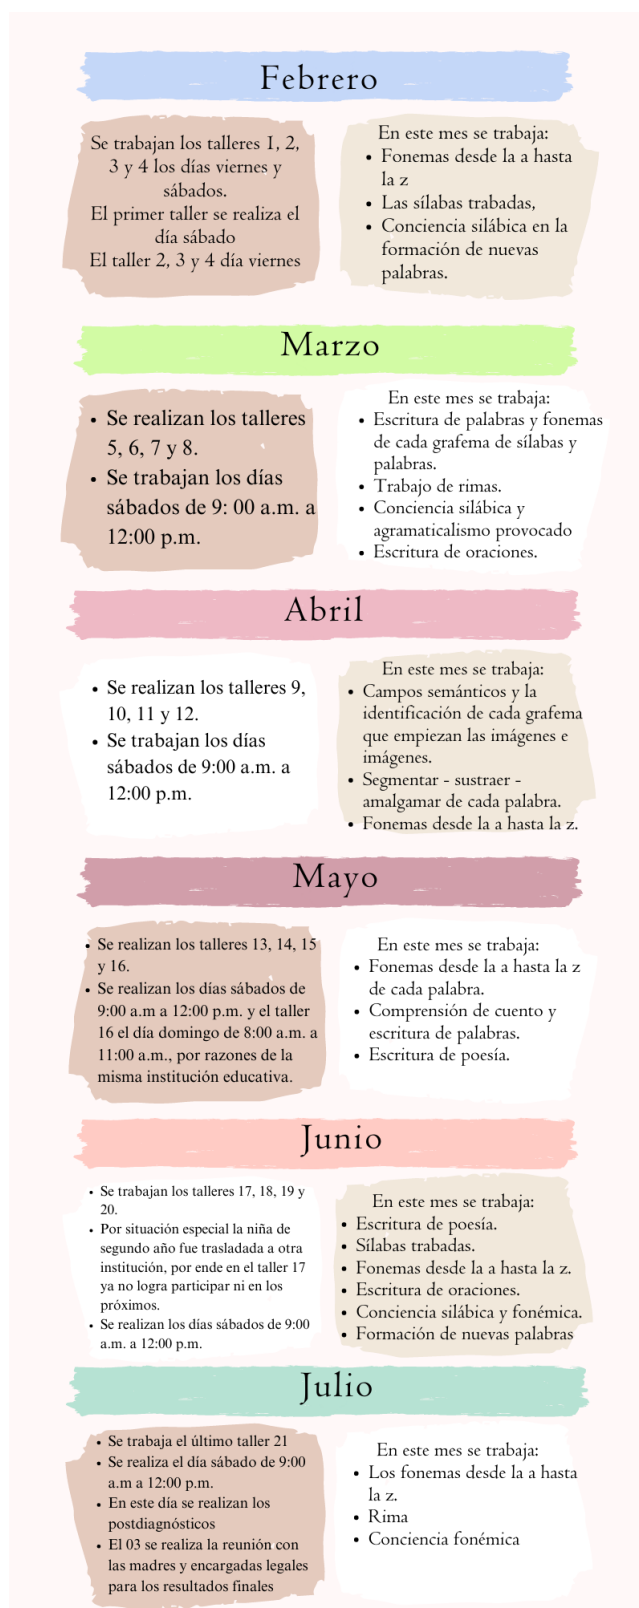 Febrero
Se trabajan los talleres 1, 2,
3 y 4 los días viernes y
sábados.
El primer taller se realiza el
día sábado
El taller 2, 3 y 4 día viernes
En este mes se trabaja:
• Fonemas desde la a hasta
la z
• Las sílabas trabadas,
• Conciencia silábica en la
formación de nuevas
palabras.
Marzo
• Se realizan los talleres
5, 6, 7 y 8.
• Se trabajan los días
sábados de 9: 00 a.m. a
12:00 p.m.
En este mes se trabaja:
• Escritura de palabras y fonemas
de cada grafema de sílabas y
palabras.
• Trabajo de rimas.
• Conciencia silábica y
agramaticalismo provocado
• Escritura de oraciones.
Abril
• Se realizan los talleres 9,
10, 11 y 12.
• Se trabajan los días
sábados de 9:00 a.m. a
12:00 p.m.
En este mes se trabaja:
• Campos semánticos y la
identificación de cada grafema
que empiezan las imágenes e
imágenes.
• Segmentar - sustraer -
amalgamar de cada palabra.
• Fonemas desde la a hasta la z.
Mayo
• Se realizan los talleres 13, 14, 15
y 16.
• Se realizan los días sábados de
9:00 a.m a 12:00 p.m. y el taller
16 el día domingo de 8:00 a.m. a
11:00 a.m., por razones de la
misma institución educativa.
En este mes se trabaja:
• Fonemas desde la a hasta la z
de cada palabra.
• Comprensión de cuento y
escritura de palabras.
• Escritura de poesía.
Junio
• Se trabajan los talleres 17, 18, 19 y
20.
• Por situación especial la niña de
segundo año fue trasladada a otra
institución, por ende en el taller 17
ya no logra participar ni en los
próximos.
• Se realizan los días sábados de 9:00
a.m. a 12:00 p.m.
En este mes se trabaja:
• Escritura de poesía.
• Sílabas trabadas.
• Fonemas desde la a hasta la z.
• Escritura de oraciones.
• Conciencia silábica y fonémica.
• Formación de nuevas palabras
Julio
• Se trabaja el último taller 21
• Se realiza el día sábado de 9:00
a.m a 12:00 p.m.
• En este día se realizan los
postdiagnósticos
• El 03 se realiza la reunión con
las madres y encargadas legales
para los resultados finales
En este mes se trabaja:
• Los fonemas desde la a hasta
la z.
• Rima
• Conciencia fonémica